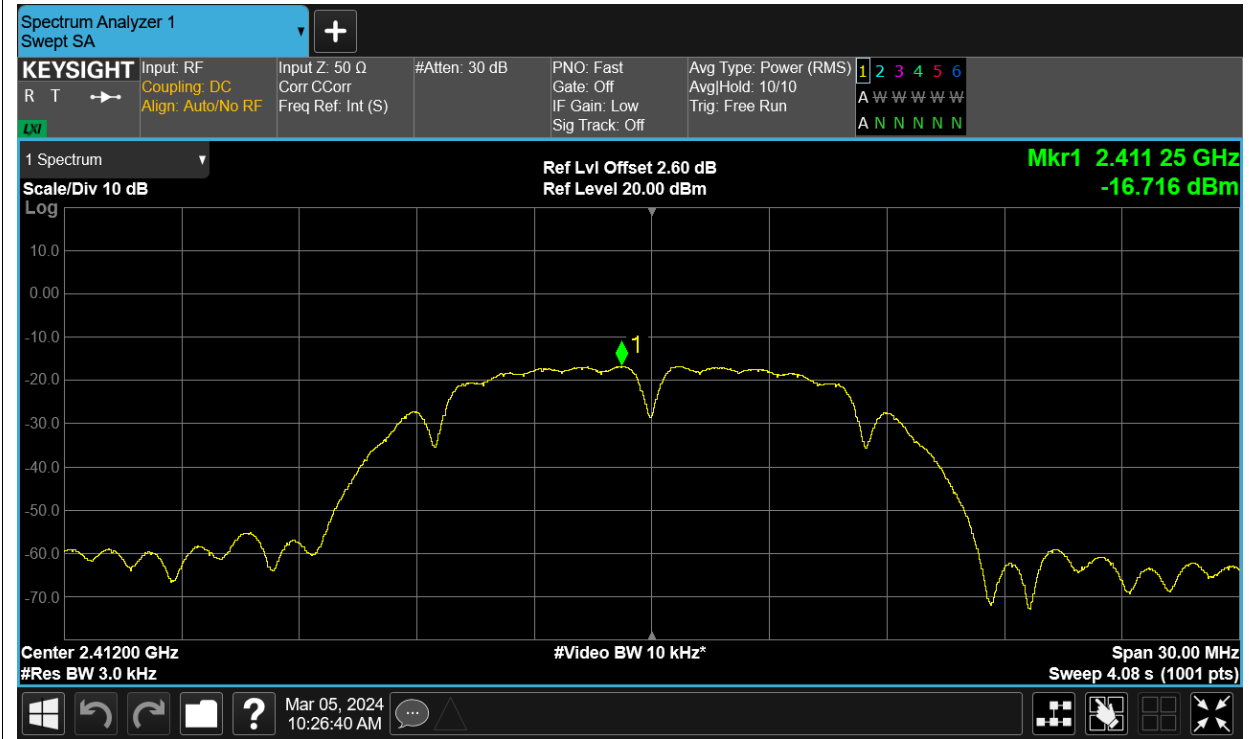 Spectrum Analyzer 1
Swept SA
KEYSIGHT
R T
LXI
Input: RF
Coupling: DC
Align: Auto/No RF
Input Z: 50 Ω
Corr CCorr
Freq Ref: Int (S)
#Atten: 30 dB
PNO: Fast
Gate: Off
IF Gain: Low
Sig Track: Off
Avg Type: Power (RMS)
Avg|Hold: 10/10
Trig: Free Run
1 2 3 4 5 6
A W W W W W
A N N N N N
1 Spectrum
Scale/Div 10 dB
Log
Ref Lvl Offset 2.60 dB
Ref Level 20.00 dBm
Mkr1 2.411 25 GHz
-16.716 dBm
10.0
0.00
-10.0
1
-20.0
-30.0
-40.0
-50.0
-60.0
-70.0
Center 2.41200 GHz
#Res BW 3.0 kHz
#Video BW 10 kHz*
Span 30.00 MHz
Sweep 4.08 s (1001 pts)
?
Mar 05, 2024
10:26:40 AM